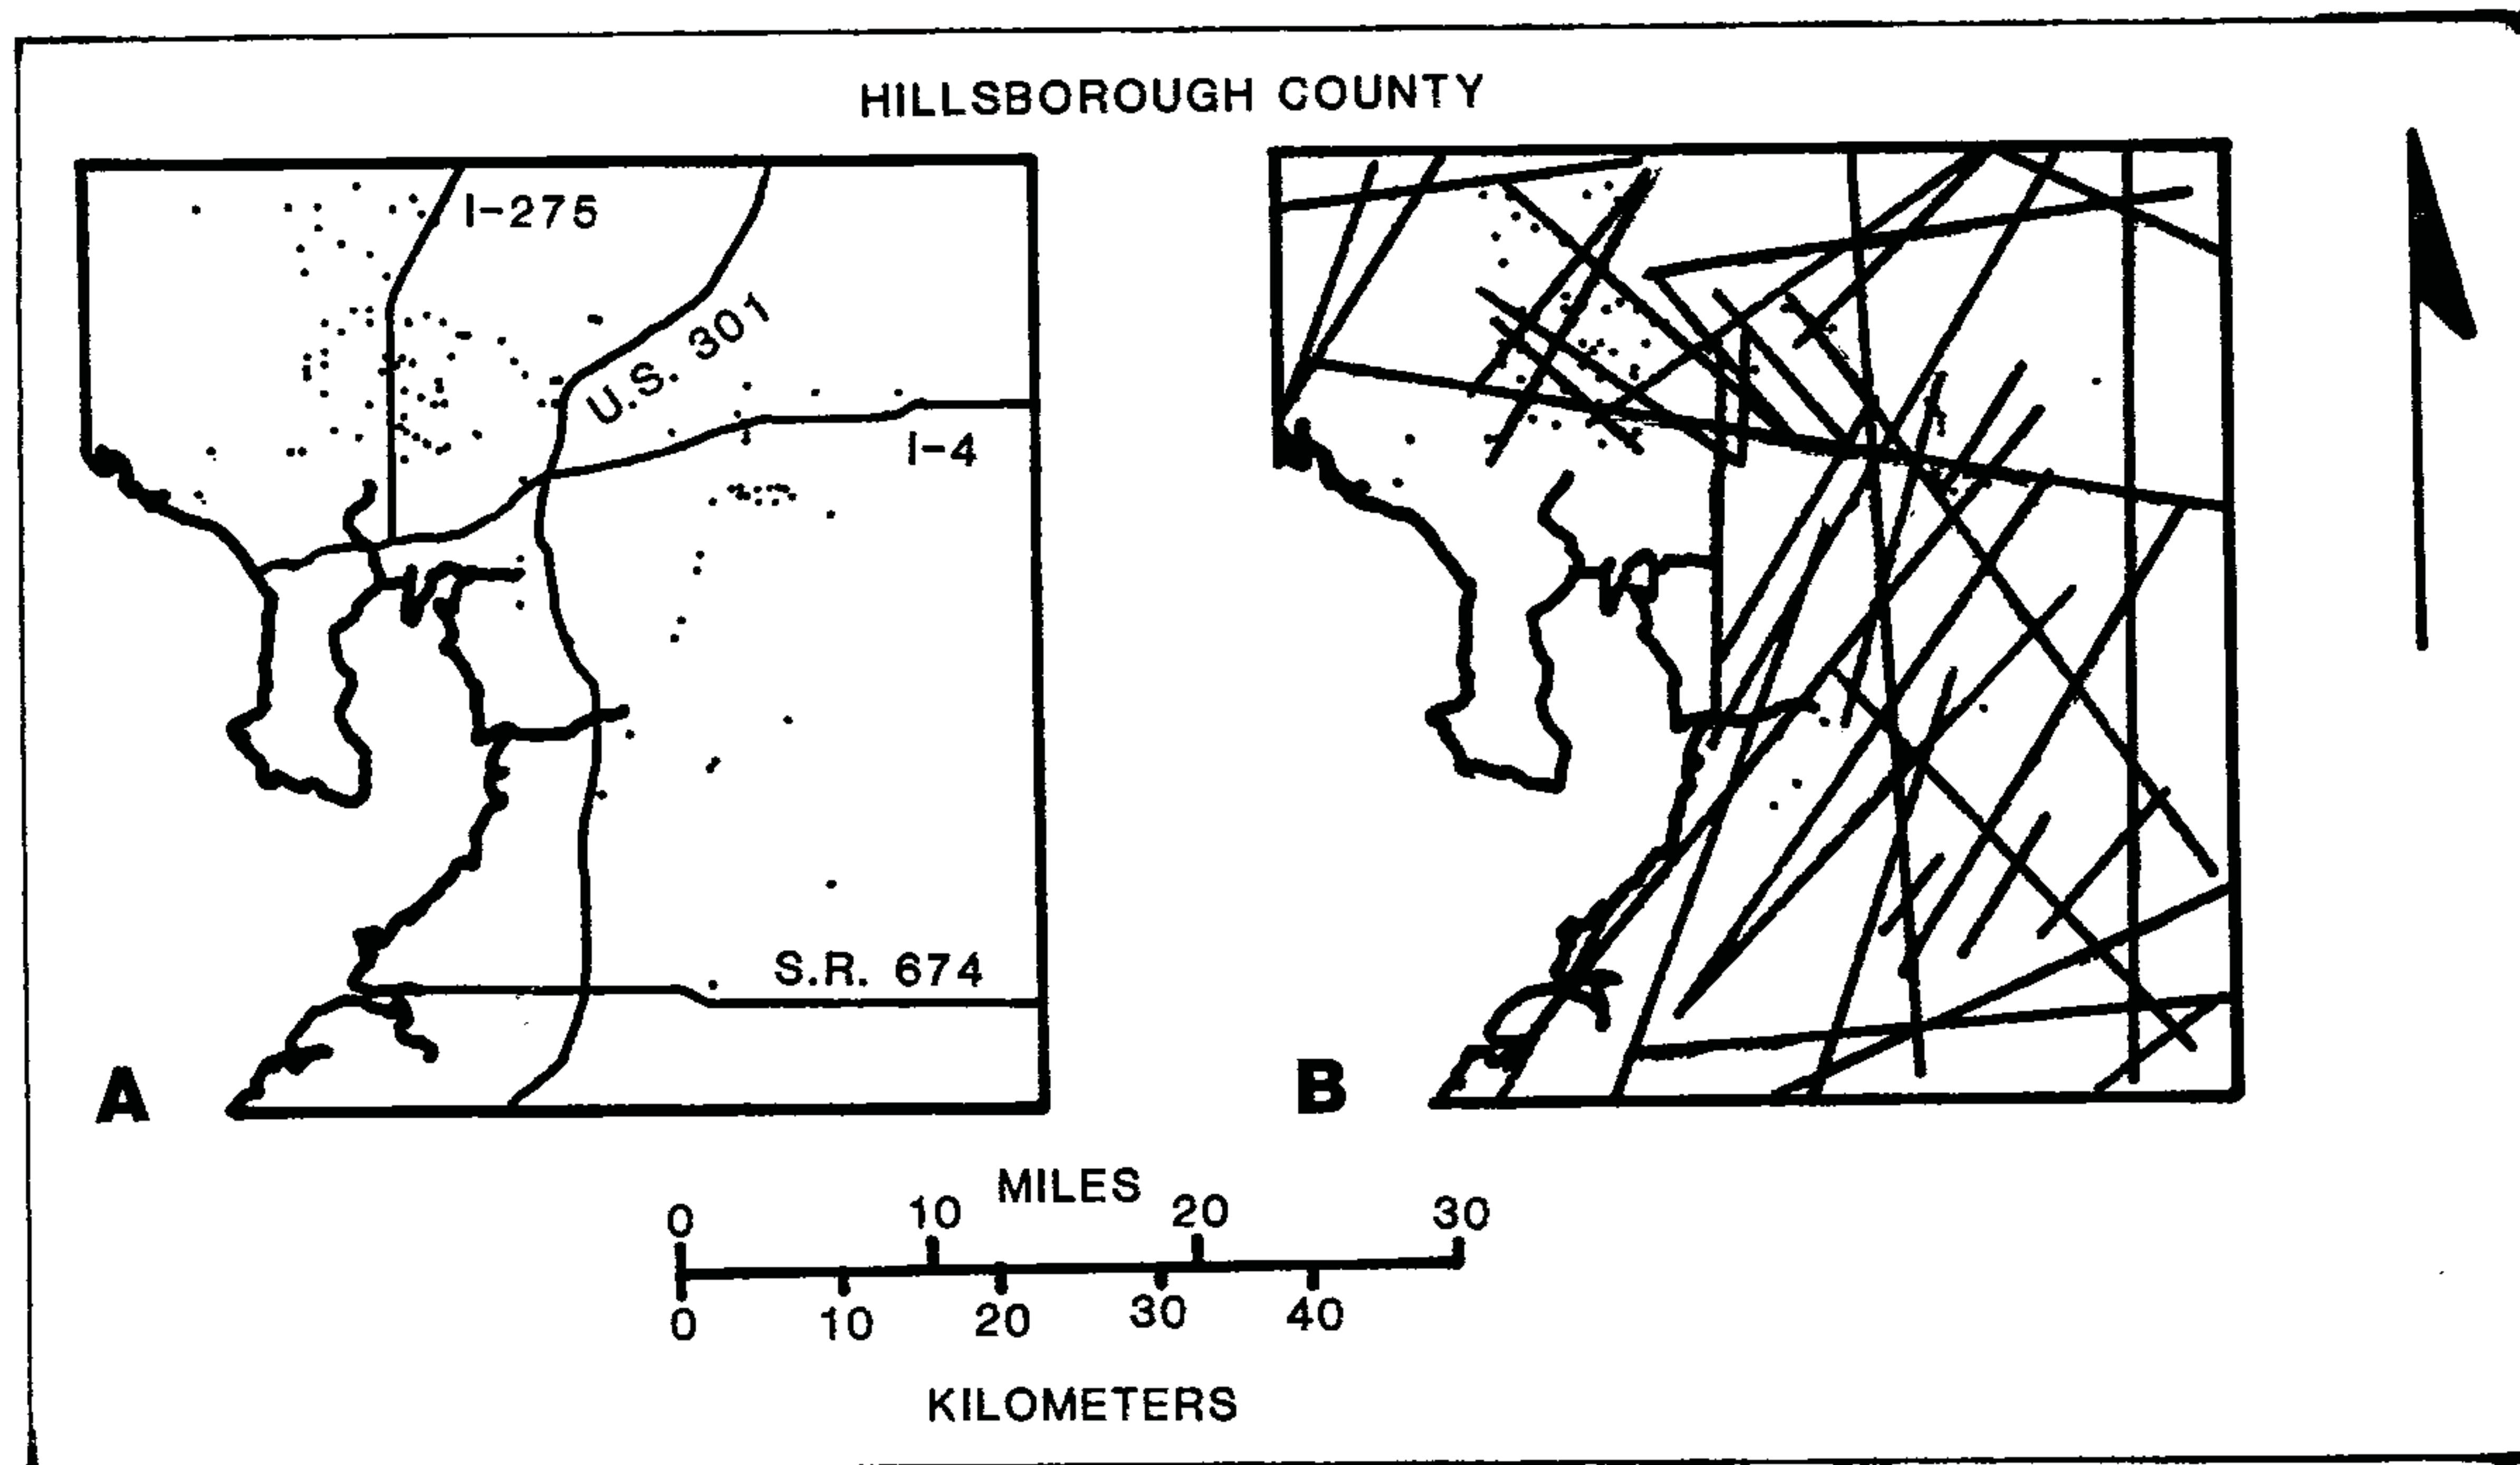 HILLSBOROUGH COUNTY
I-275
U.S. 301
I-4
S.R. 674
A
B
MILES
0 10 20 30
0 10 20 30 40
KILOMETERS